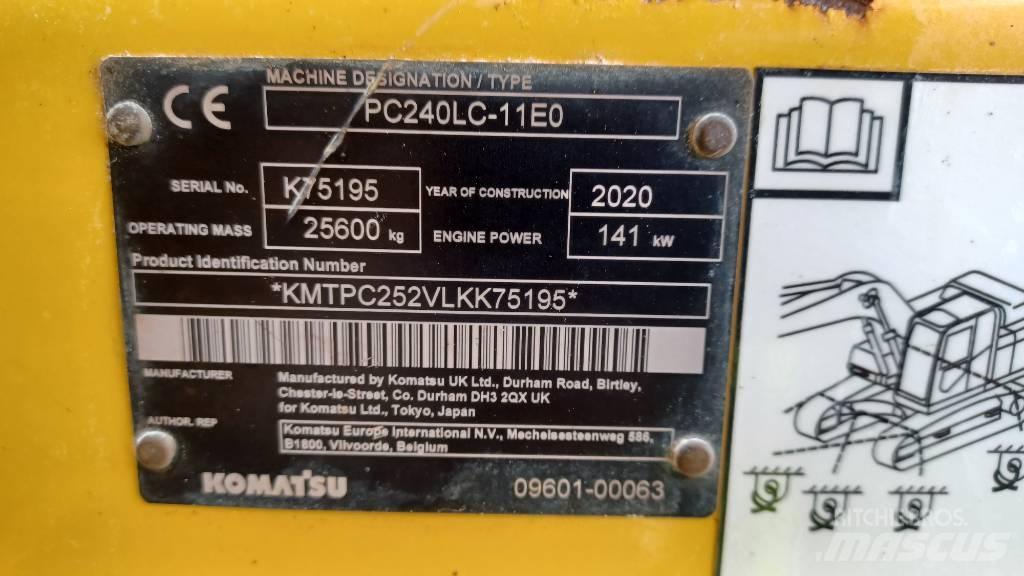 CE
MACHINE DESIGNATION / TYPE
PC240LC-11E0
SERIAL No. K75195 YEAR OF CONSTRUCTION 2020
OPERATING MASS 25600 kg ENGINE POWER 141 kW
Product Identification Number
*KMTPC252VLKK75195*
MANUFACTURER Manufactured by Komatsu UK Ltd., Durham Road, Birtley,
Chester-le-Street, Co. Durham DH3 2QX UK
for Komatsu Ltd., Tokyo, Japan
AUTHOR. REP Komatsu Europe International N.V., Mechelsesteenweg 586,
B1800, Vilvoorde, Belgium
KOMATSU 09601-00063
RITCHIE BROS.
MASCUS